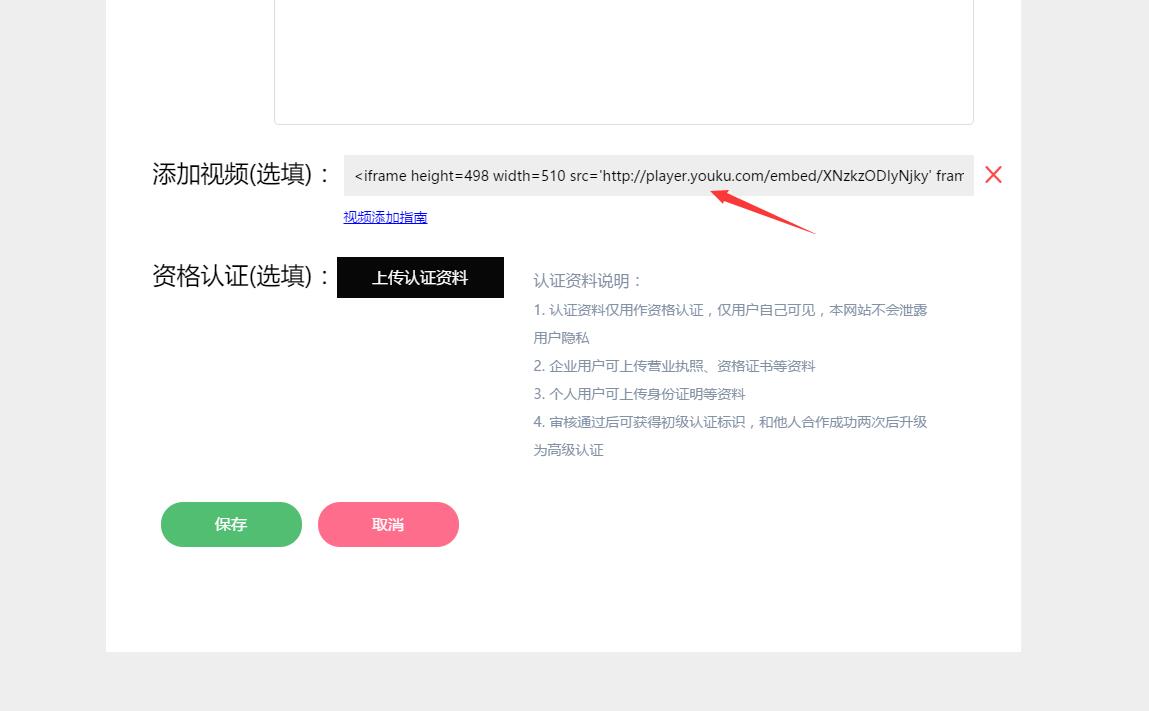 添加视频(选填)：
<iframe height=498 width=510 src='http://player.youku.com/embed/XNzkzODIyNjky' fram
视频添加指南
资格认证(选填)：
上传认证资料
认证资料说明：
1. 认证资料仅用作资格认证，仅用户自己可见，本网站不会泄露
用户隐私
2. 企业用户可上传营业执照、资格证书等资料
3. 个人用户可上传身份证明等资料
4. 审核通过后可获得初级认证标识，和他人合作成功两次后升级
为高级认证
保存
取消